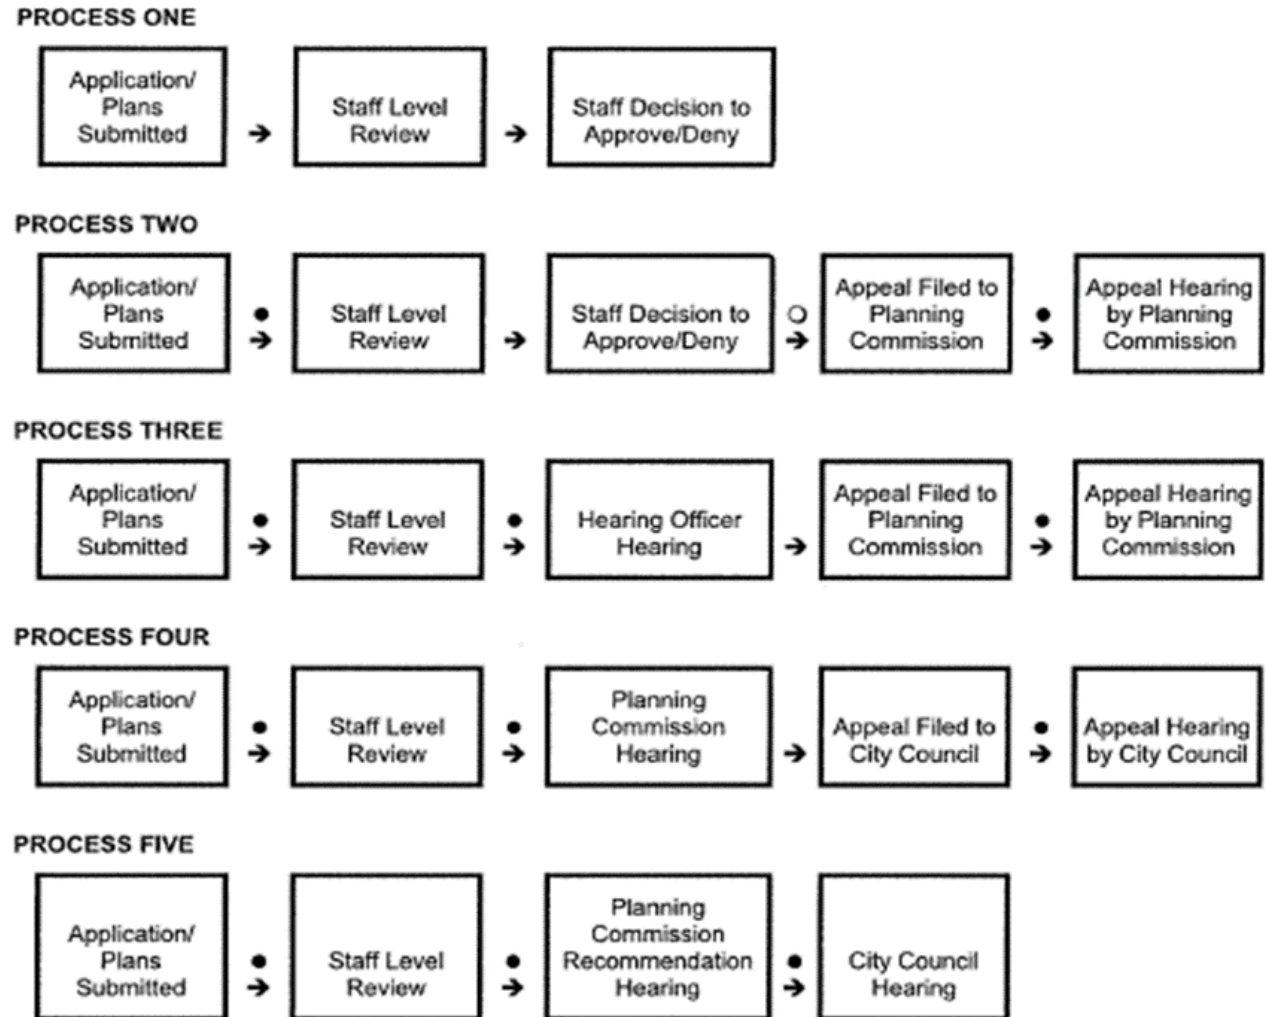 PROCESS ONE
Application/
Plans
Submitted
Staff Level
Review
Staff Decision to
Approve/Deny
PROCESS TWO
Application/
Plans
Submitted
Staff Level
Review
Staff Decision to
Approve/Deny
Appeal Filed to
Planning
Commission
Appeal Hearing
by Planning
Commission
PROCESS THREE
Application/
Plans
Submitted
Staff Level
Review
Hearing Officer
Hearing
Appeal Filed to
Planning
Commission
Appeal Hearing
by Planning
Commission
PROCESS FOUR
Application/
Plans
Submitted
Staff Level
Review
Planning
Commission
Hearing
Appeal Filed to
City Council
Appeal Hearing
by City Council
PROCESS FIVE
Application/
Plans
Submitted
Staff Level
Review
Planning
Commission
Recommendation
Hearing
City Council
Hearing